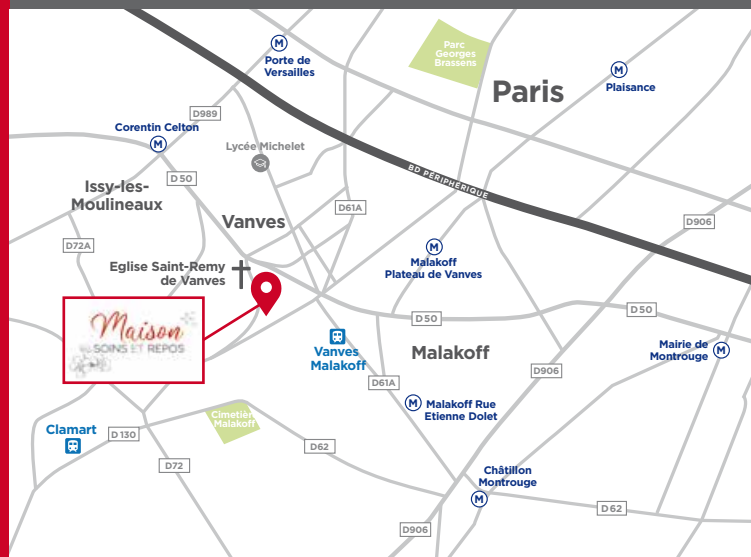 M
Porte de
Versailles
Parc
Georges
Brassens
Paris
M
Plaisance
D989
Corentin Celton
M
Lycée Michelet
BD PÉRIPHÉRIQUE
D 50
Issy-les-
Moulineaux
Vanves
D61A
D906
D72A
Eglise Saint-Remy
de Vanves
M
Malakoff
Plateau de Vanves
Maison
SOINS ET REPOS
D 50
D 50
Vanves
Malakoff
Malakoff
Mairie de
Montrouge
M
D906
D61A
M
Malakoff Rue
Etienne Dolet
Cimetièr
Malakoff
Clamart
D 130
D62
D72
Châtillon
Montrouge
M
D 62
D906